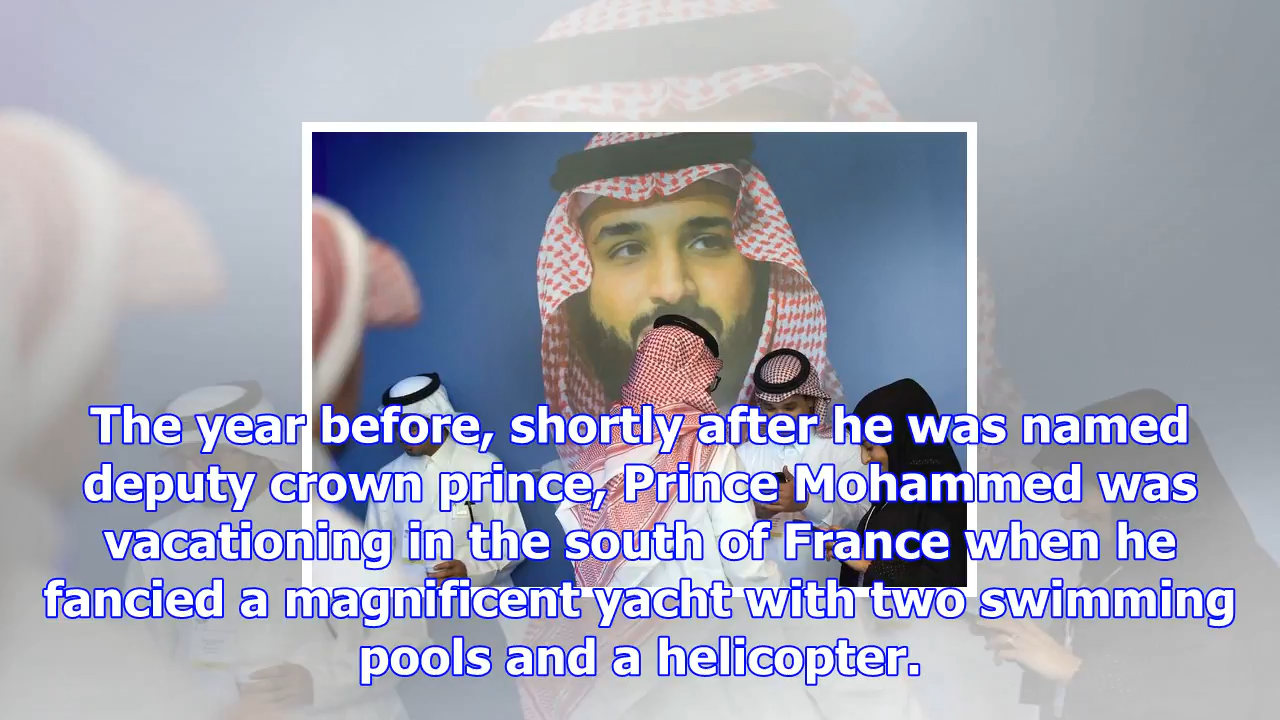 The year before, shortly after he was named
deputy crown prince, Prince Mohammed was
vacationing in the south of France when he
fancied a magnificent yacht with two swimming
pools and a helicopter.